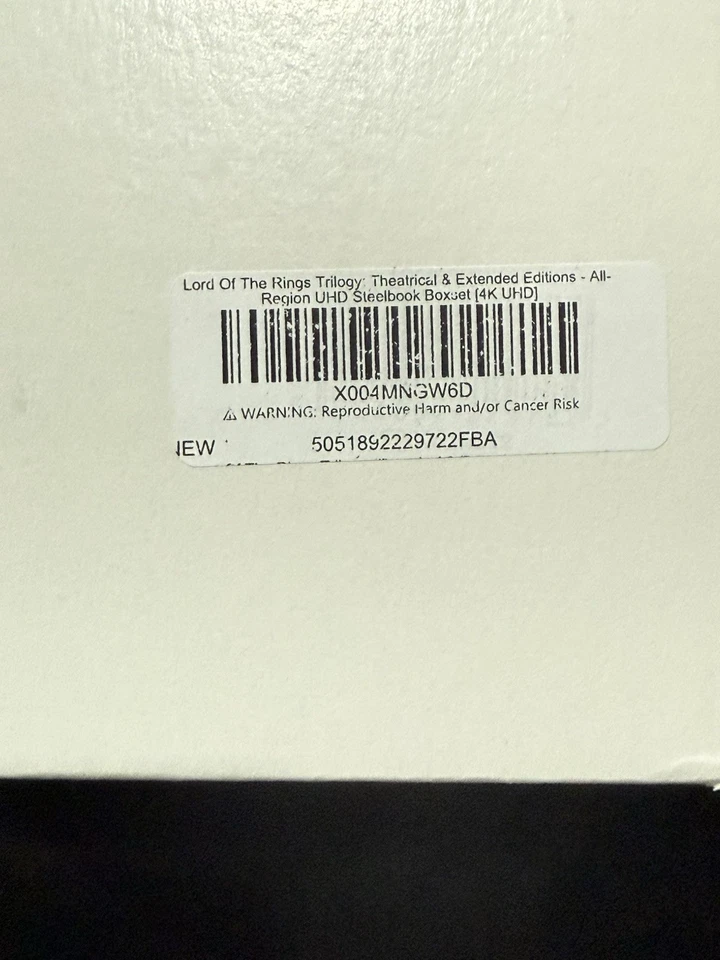 Lord Of The Rings Trilogy: Theatrical & Extended Editions - All-
Region UHD Steelbook Boxset [4K UHD]
X004MNGW6D
⚠ WARNING: Reproductive Harm and/or Cancer Risk
NEW 5051892229722FBA